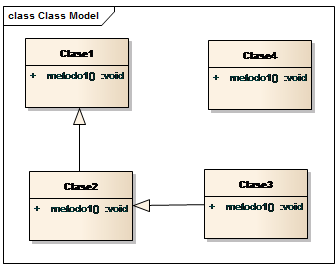 class Class Model
Clase1
+ metodo1() :void
Clase4
+ metodo1() :void
Clase2
+ metodo1() :void
Clase3
+ metodo1() :void